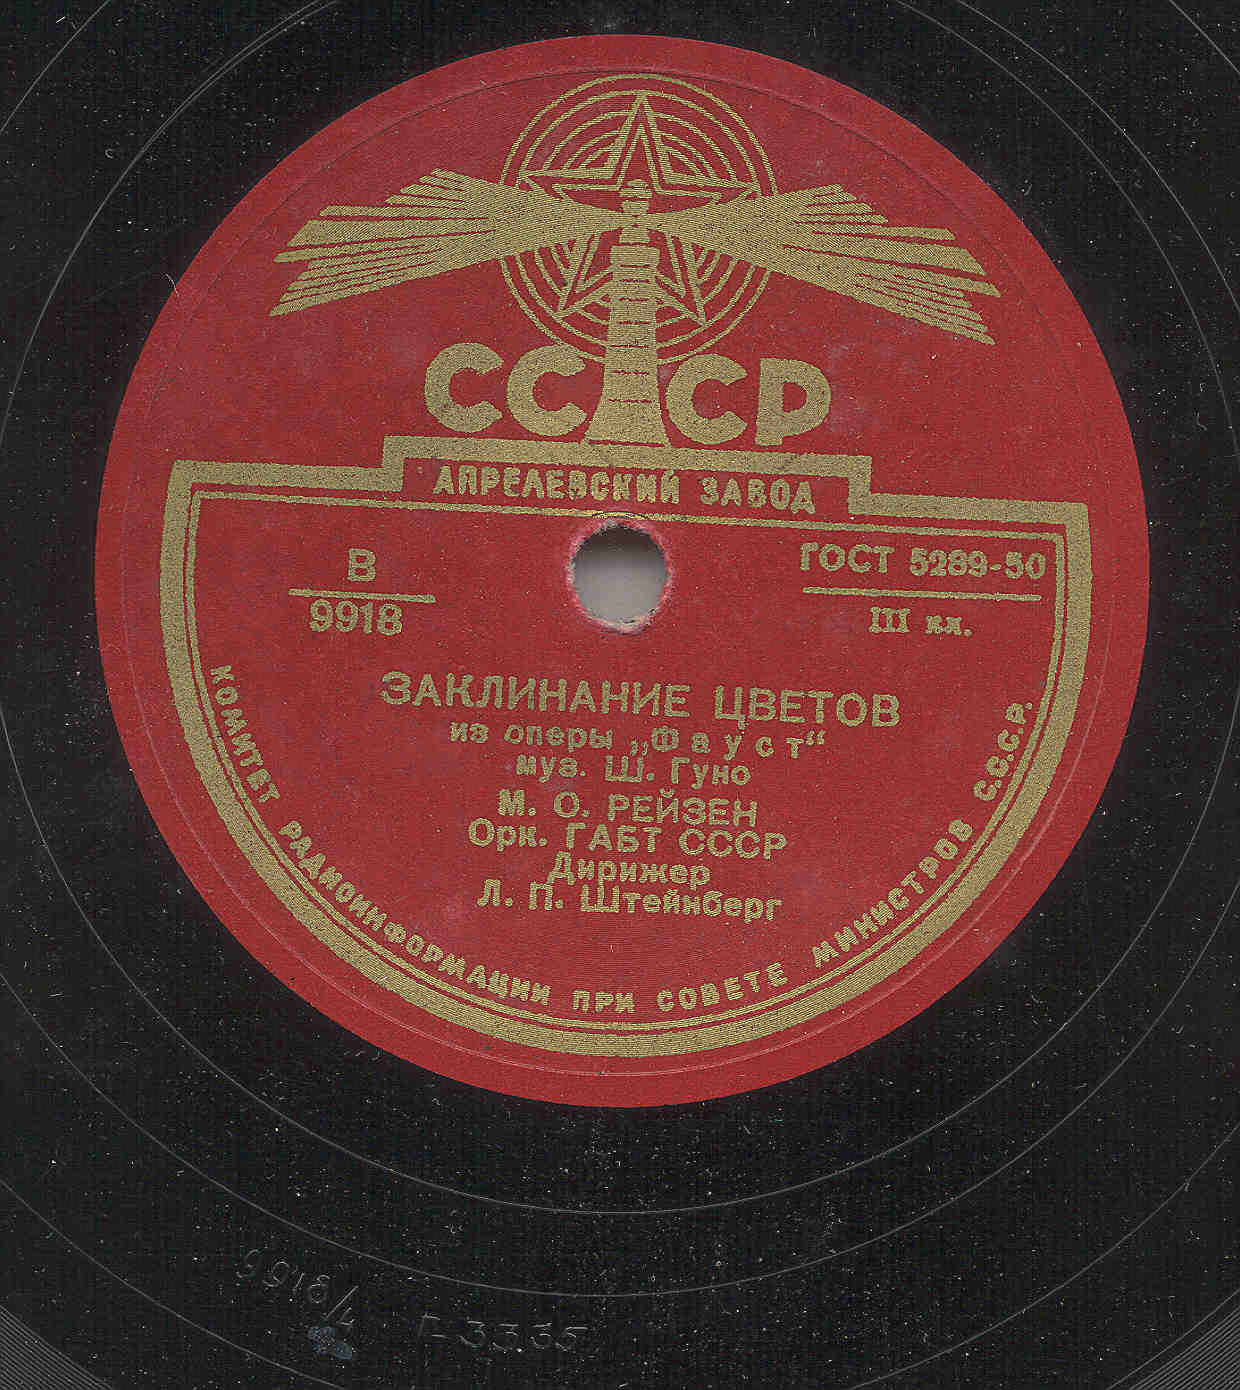 СССР
АПРЕЛЕВСКИЙ ЗАВОД
В
9918
ГОСТ 5289-50
III кл.
ЗАКЛИНАНИЕ ЦВЕТОВ
из оперы „Фауст“
муз. Ш. Гуно
М. О. РЕЙЗЕН
Орк. ГАБТ СССР
Дирижер
Л. П. Штейнберг
КОМИТЕТ РАДИОИНФОРМАЦИИ ПРИ СОВЕТЕ МИНИСТРОВ С.С.С.Р.
9918/4
Г-3335